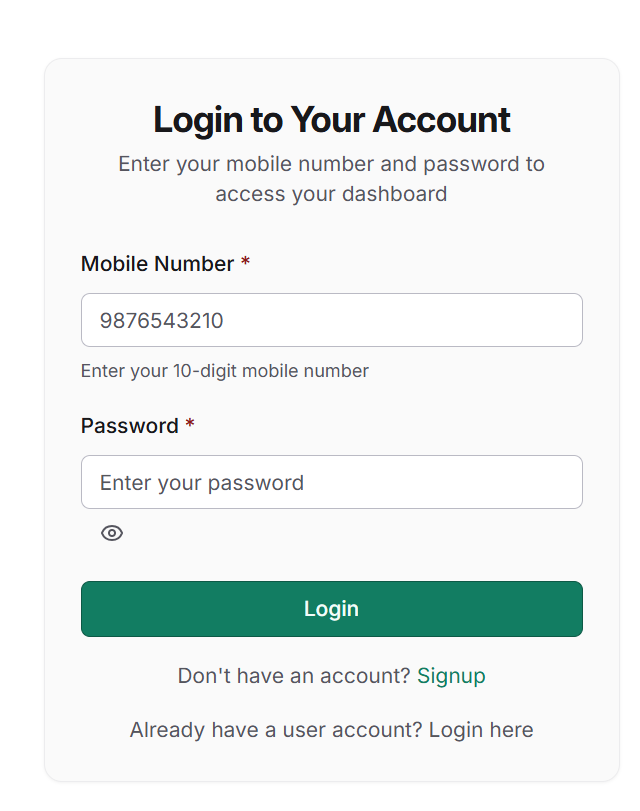 Login to Your Account
Enter your mobile number and password to
access your dashboard
Mobile Number *
9876543210
Enter your 10-digit mobile number
Password *
Enter your password
Login
Don't have an account? Signup
Already have a user account? Login here